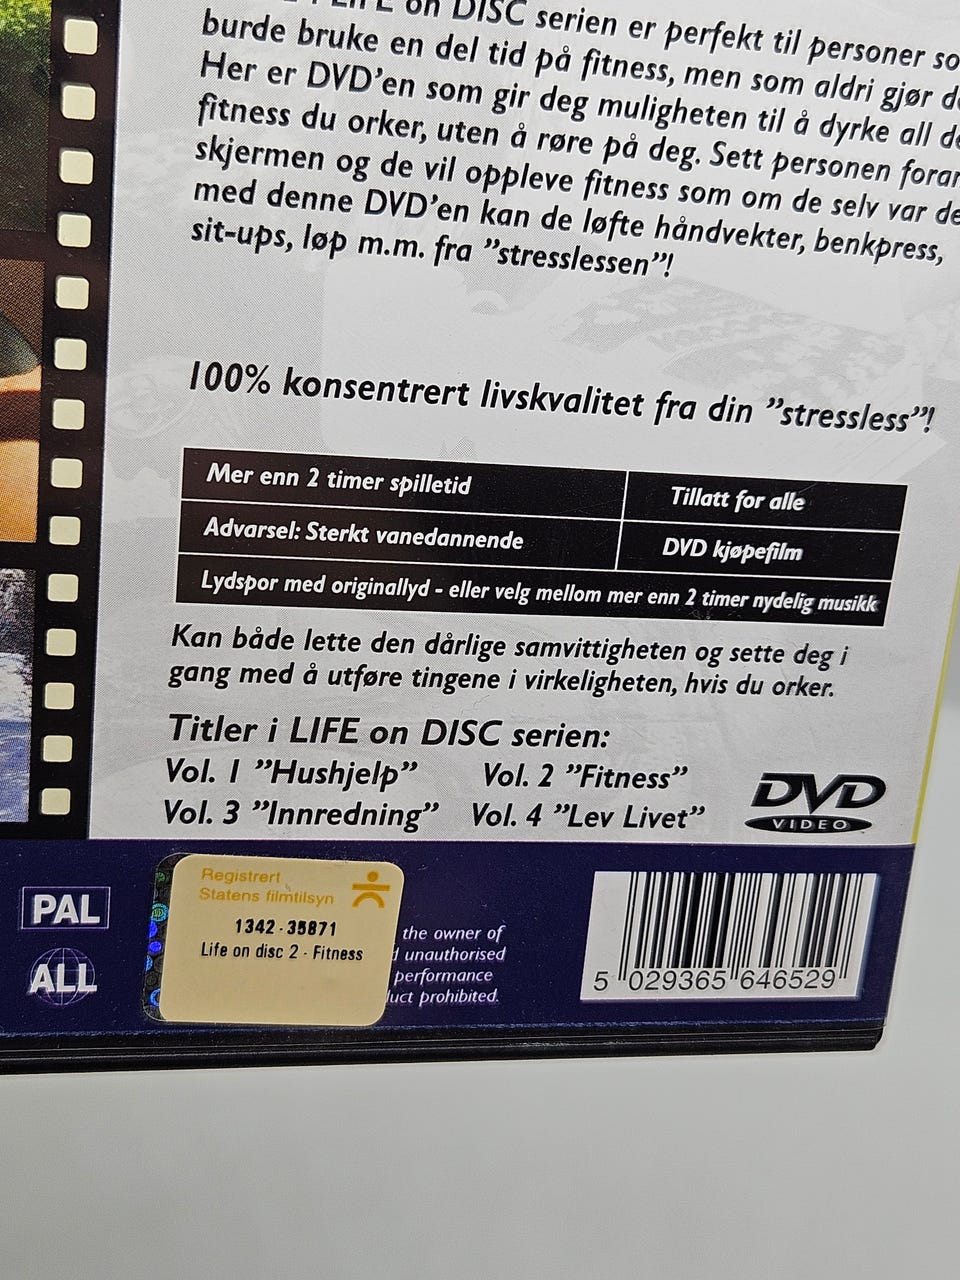 LIFE on DISC serien er perfekt til personer
burde bruke en del tid på fitness, men som aldri gjør
Her er DVD'en som gir deg muligheten til å dyrke all
fitness du orker, uten å røre på deg. Sett personen
skjermen og de vil oppleve fitness som om de selv var
med denne DVD'en kan de løfte håndvekter, benkpress,
sit-ups, løp m.m. fra ”stresslessen”!
100% konsentrert livskvalitet fra din ”stressless”!
Mer enn 2 timer spilletid
Tillatt for alle
Advarsel: Sterkt vanedannende
DVD kjøpefilm
Lydspor med originallyd - eller velg mellom mer enn 2 timer nydelig musikk
Kan både lette den dårlige samvittigheten og sette deg i
gang med å utføre tingene i virkeligheten, hvis du orker.
Titler i LIFE on DISC serien:
Vol. 1 ”Hushjelp” Vol. 2 ”Fitness”
Vol. 3 ”Innredning” Vol. 4 ”Lev Livet”
DVD
VIDEO
PAL
ALL
Registrert
Statens filmtilsyn
1342-35871
Life on disc 2 - Fitness
the owner of
unauthorised
performance
prohibited.
5 029365 646529